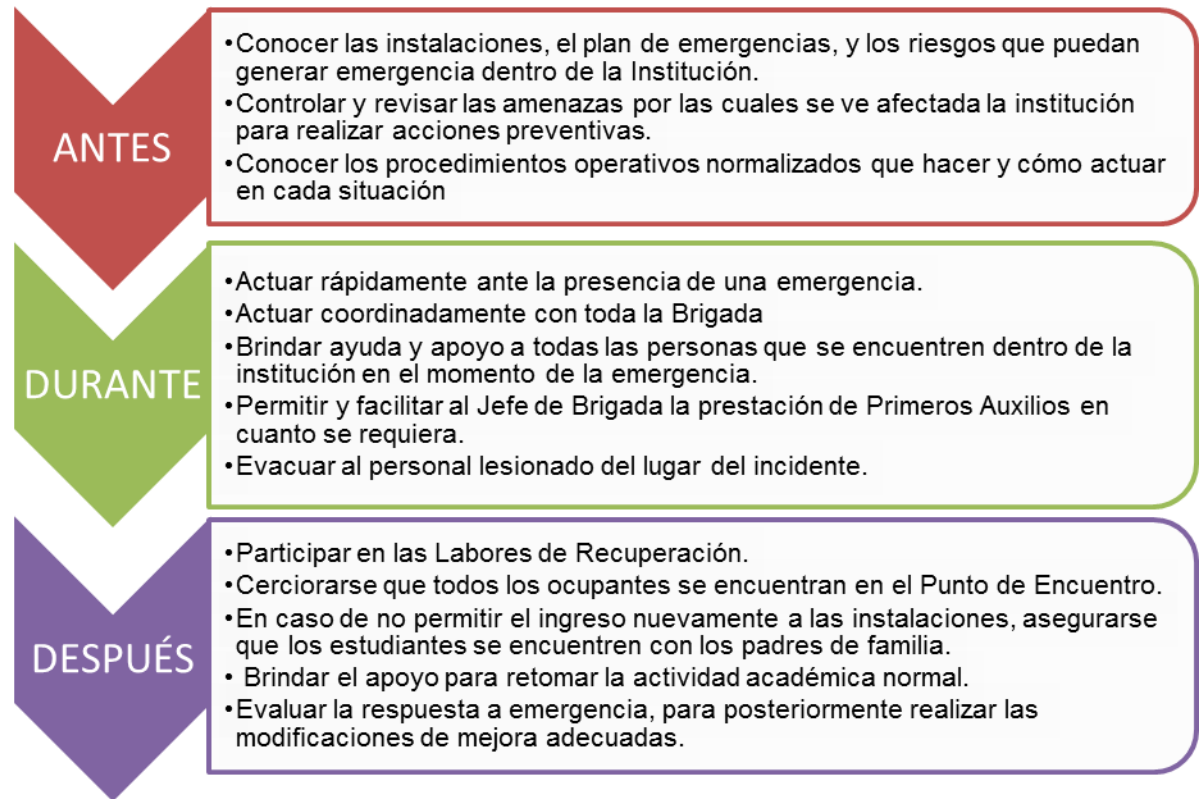 ANTES
•Conocer las instalaciones, el plan de emergencias, y los riesgos que puedan
generar emergencia dentro de la Institución.
•Controlar y revisar las amenazas por las cuales se ve afectada la institución
para realizar acciones preventivas.
•Conocer los procedimientos operativos normalizados que hacer y cómo actuar
en cada situación
DURANTE
•Actuar rápidamente ante la presencia de una emergencia.
•Actuar coordinadamente con toda la Brigada
•Brindar ayuda y apoyo a todas las personas que se encuentren dentro de la
institución en el momento de la emergencia.
•Permitir y facilitar al Jefe de Brigada la prestación de Primeros Auxilios en
cuanto se requiera.
•Evacuar al personal lesionado del lugar del incidente.
DESPUÉS
•Participar en las Labores de Recuperación.
•Cerciorarse que todos los ocupantes se encuentran en el Punto de Encuentro.
•En caso de no permitir el ingreso nuevamente a las instalaciones, asegurarse
que los estudiantes se encuentren con los padres de familia.
• Brindar el apoyo para retomar la actividad académica normal.
•Evaluar la respuesta a emergencia, para posteriormente realizar las
modificaciones de mejora adecuadas.